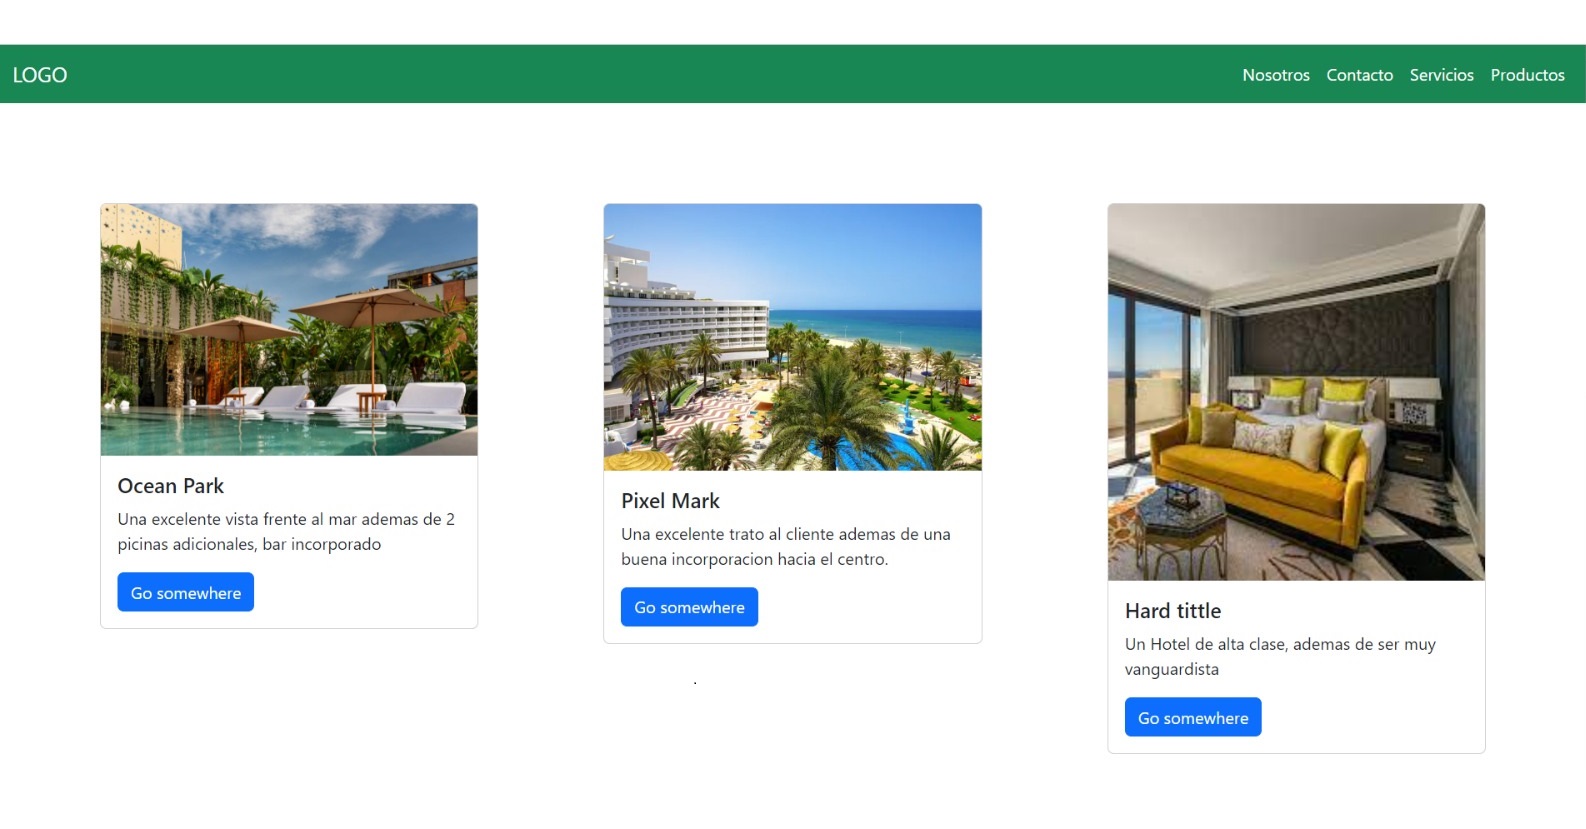 LOGO
Nosotros Contacto Servicios Productos
Ocean Park
Una excelente vista frente al mar ademas de 2
picinas adicionales, bar incorporado
Go somewhere
Pixel Mark
Una excelente trato al cliente ademas de una
buena incorporacion hacia el centro.
Go somewhere
.
Hard tittle
Un Hotel de alta clase, ademas de ser muy
vanguardista
Go somewhere